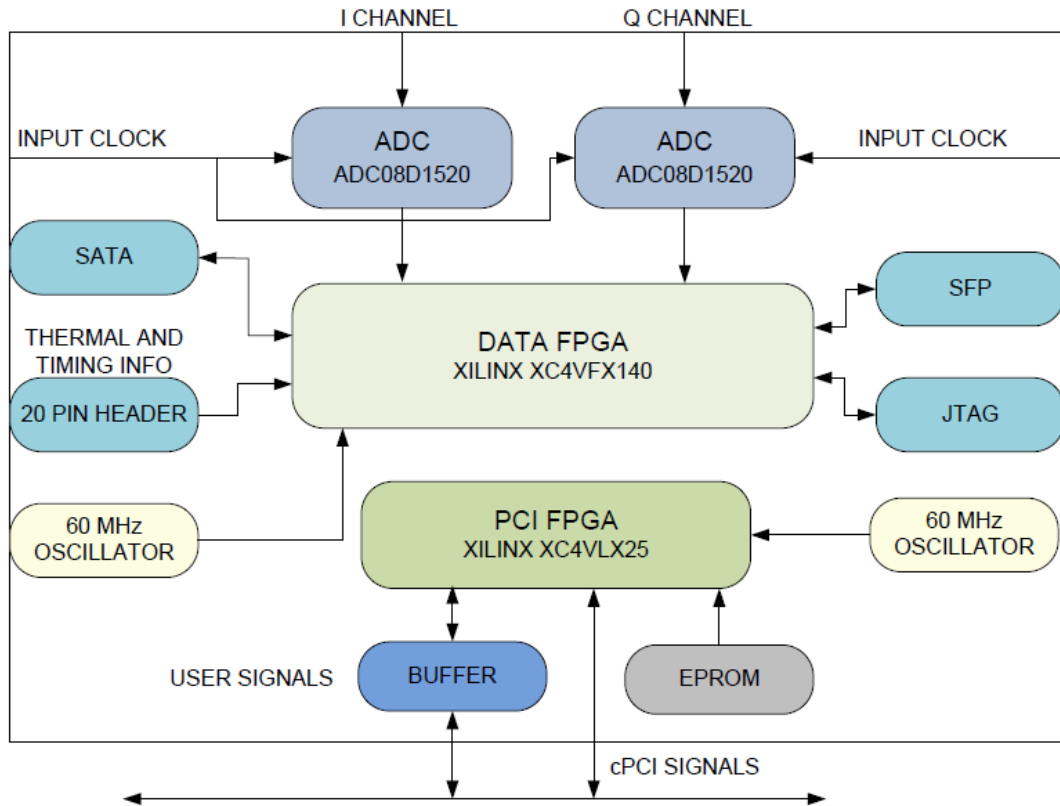 I CHANNEL
Q CHANNEL
INPUT CLOCK
ADC
ADC08D1520
ADC
ADC08D1520
INPUT CLOCK
SATA
SFP
THERMAL AND
TIMING INFO
DATA FPGA
XILINX XC4VFX140
20 PIN HEADER
JTAG
60 MHz
OSCILLATOR
PCI FPGA
XILINX XC4VLX25
60 MHz
OSCILLATOR
USER SIGNALS
BUFFER
EPROM
cPCI SIGNALS